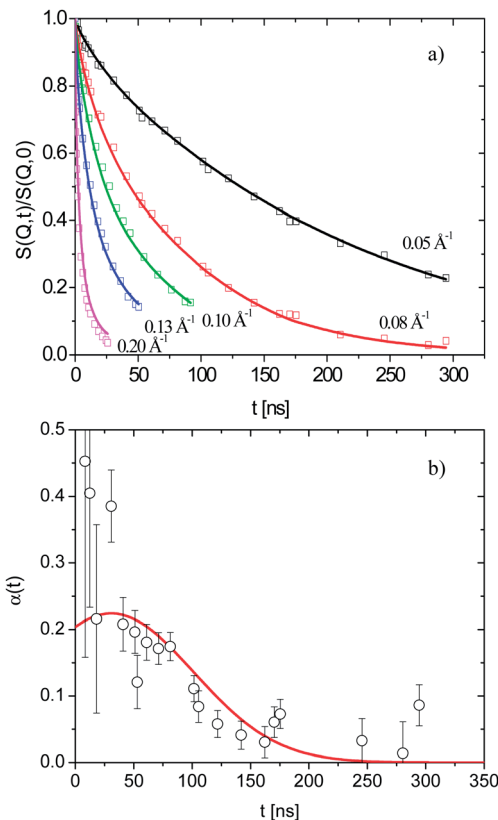 1.0
a)
0.8
0.6
S(Q,t)/S(Q,0)
0.4
0.05 Å⁻¹
0.2
0.13 Å⁻¹
0.10 Å⁻¹
0.08 Å⁻¹
0.20 Å⁻¹
0.0
0 50 100 150 200 250 300
t [ns]
0.5
b)
0.4
0.3
α(t)
0.2
0.1
0.0
0 50 100 150 200 250 300 350
t [ns]